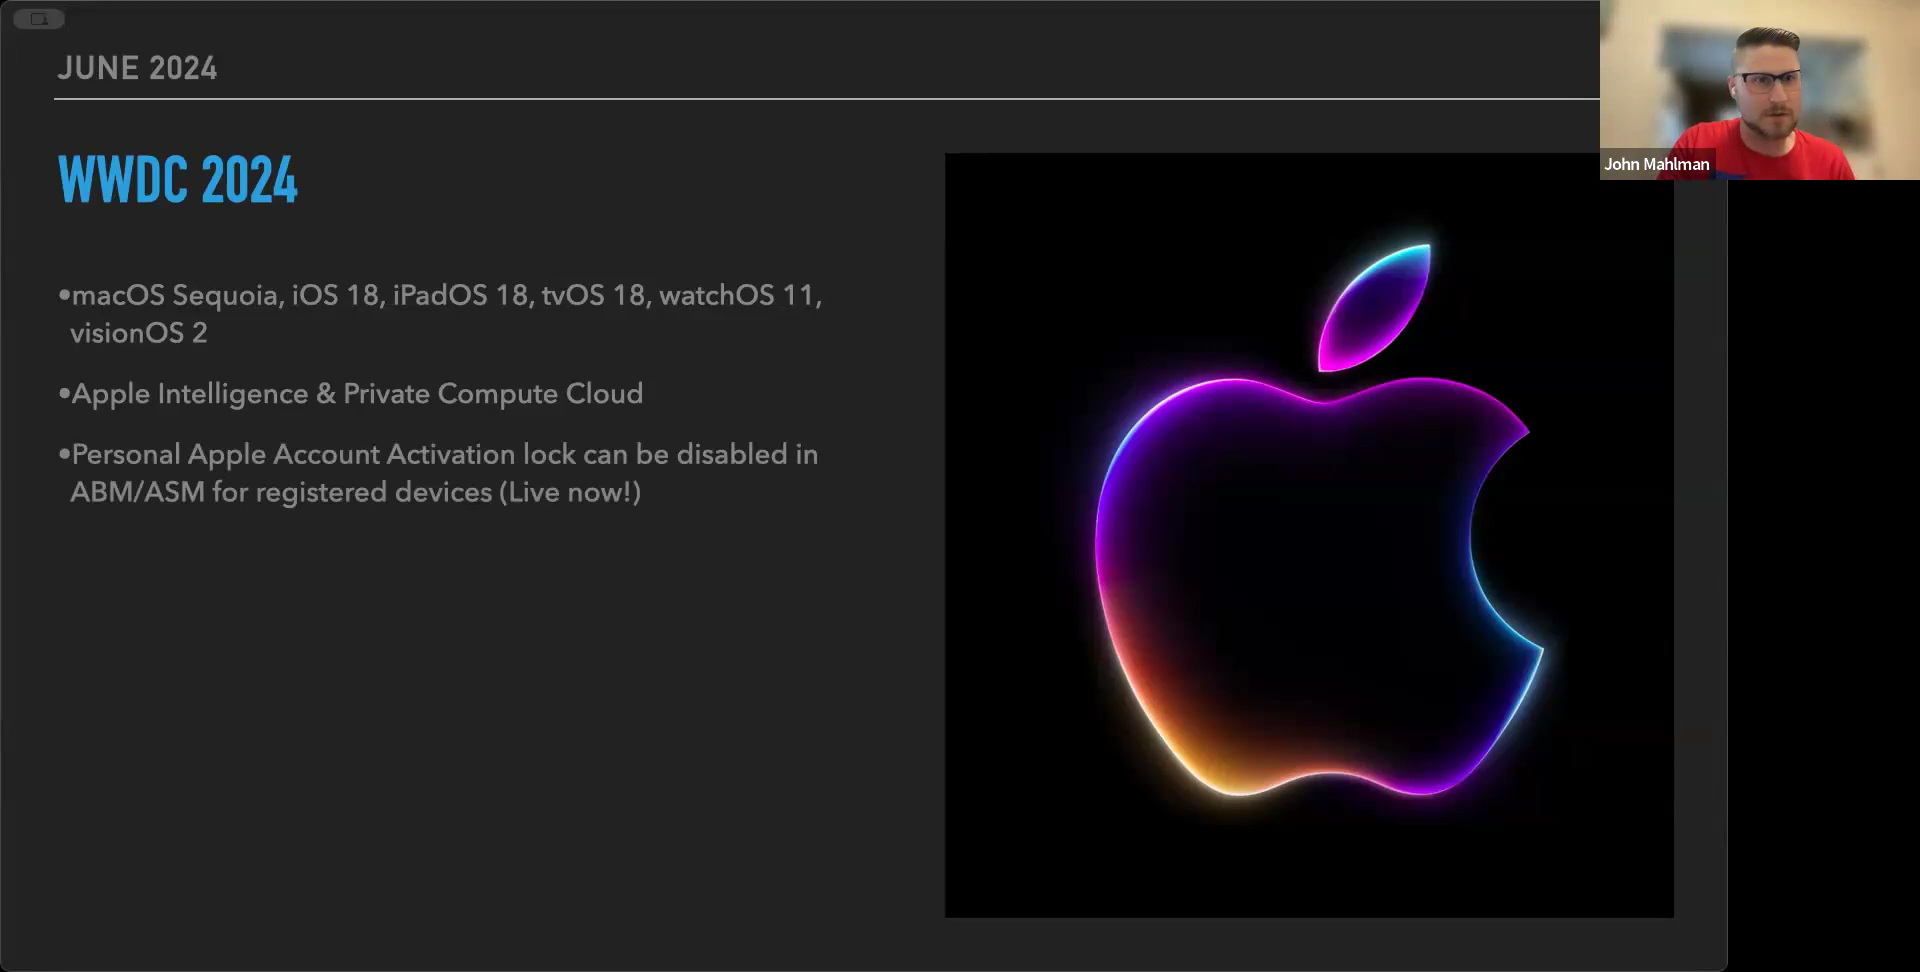 JUNE 2024
WWDC 2024
•macOS Sequoia, iOS 18, iPadOS 18, tvOS 18, watchOS 11,
visionOS 2
•Apple Intelligence & Private Compute Cloud
•Personal Apple Account Activation lock can be disabled in
ABM/ASM for registered devices (Live now!)
John Mahlman